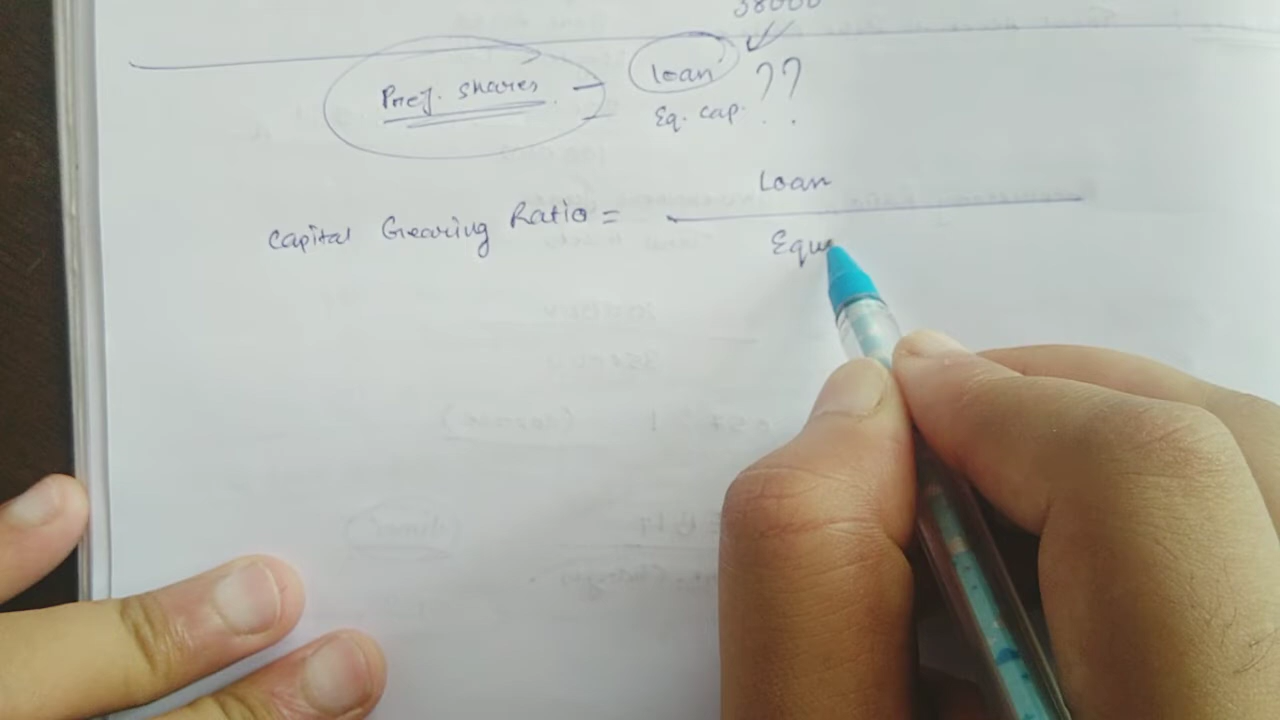 38000
Pref. shares - loan ??
Eq. cap. . .
Capital Gearing Ratio = Loan
Equ